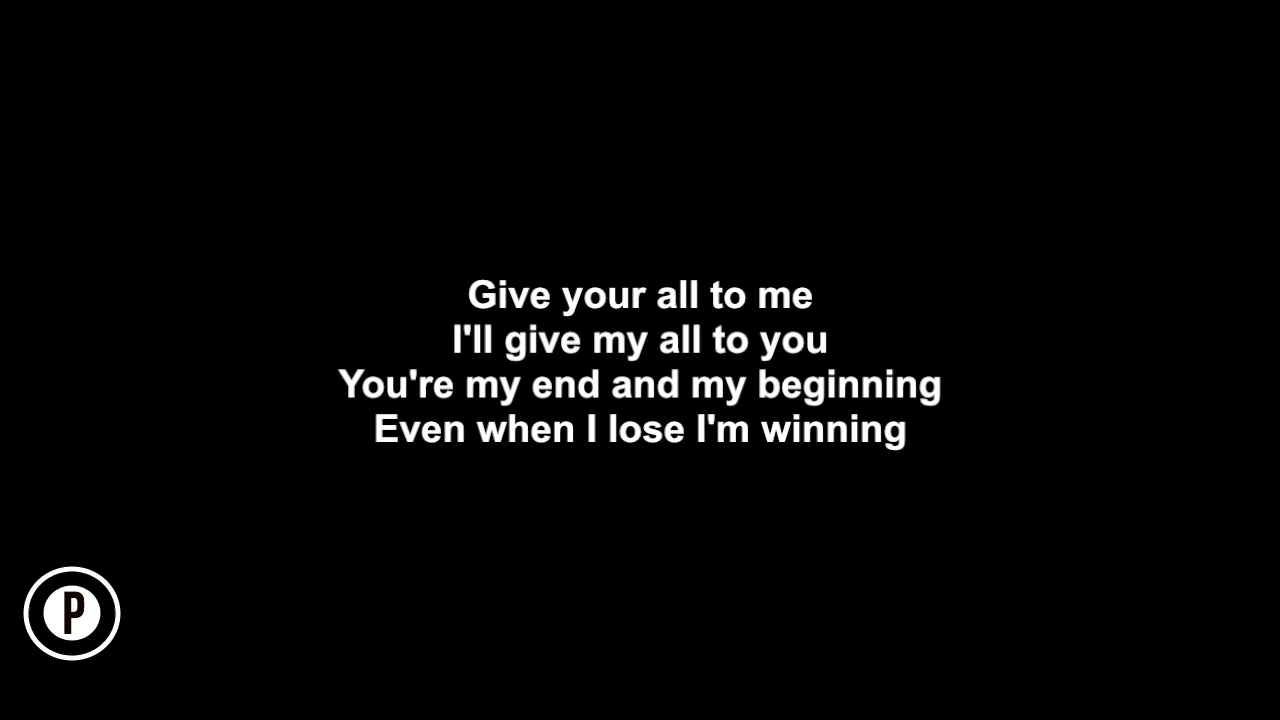 Give your all to me
I'll give my all to you
You're my end and my beginning
Even when I lose I'm winning
P